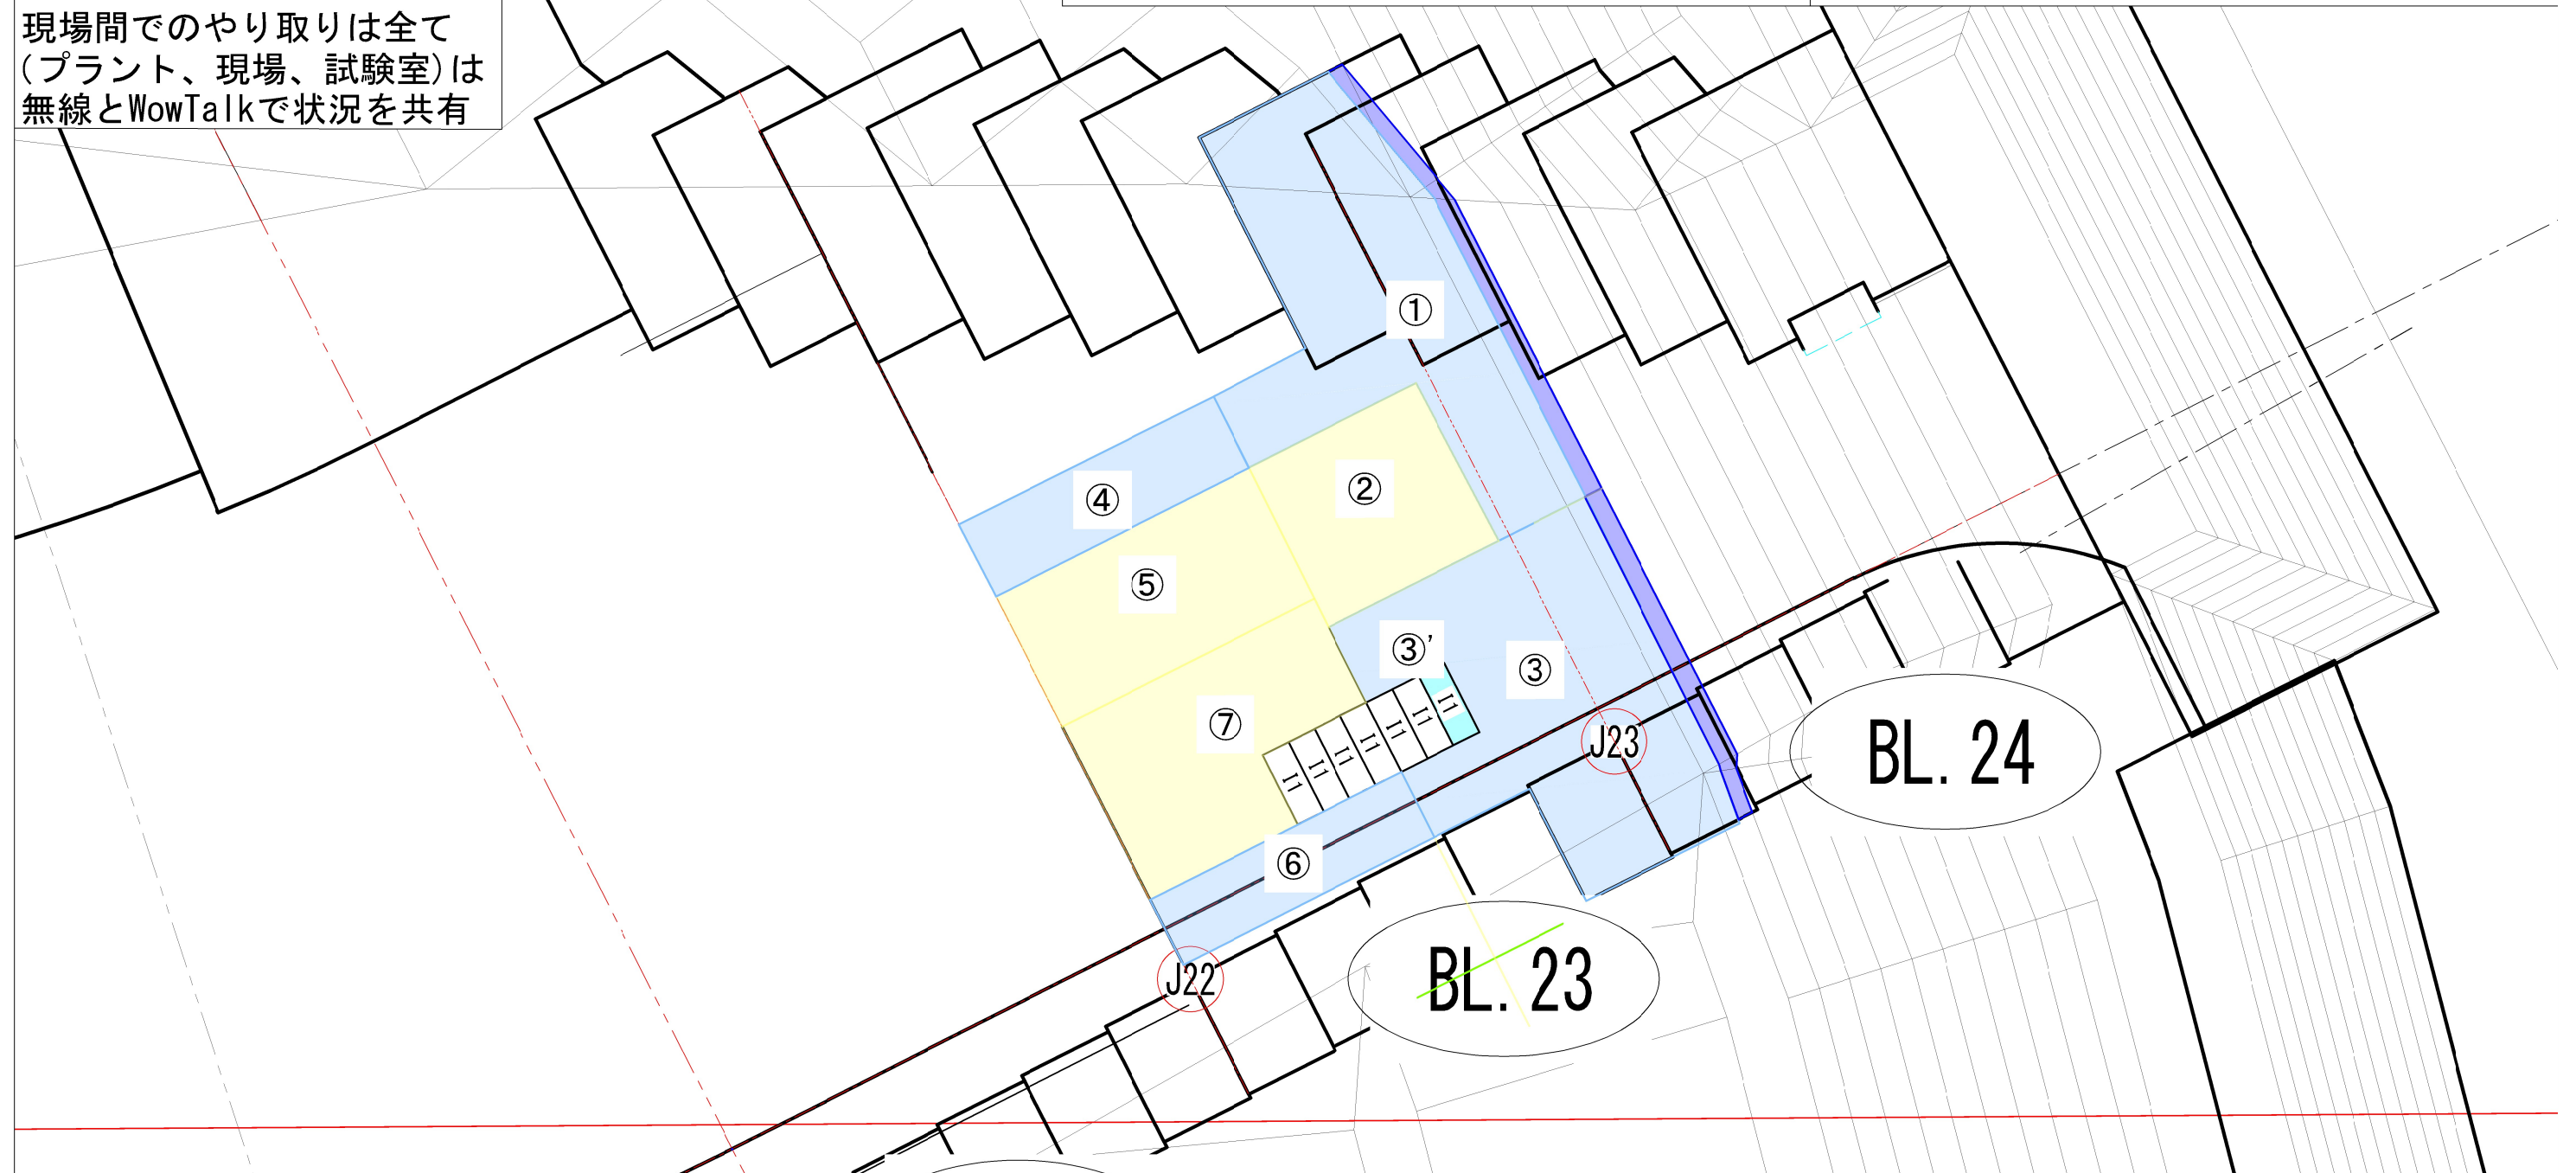 現場間でのやり取りは全て
(プラント、現場、試験室)は
無線とWowTalkで状況を共有
①
②
④
⑤
③’
③
⑦
J23
BL. 24
⑥
J22
BL. 23